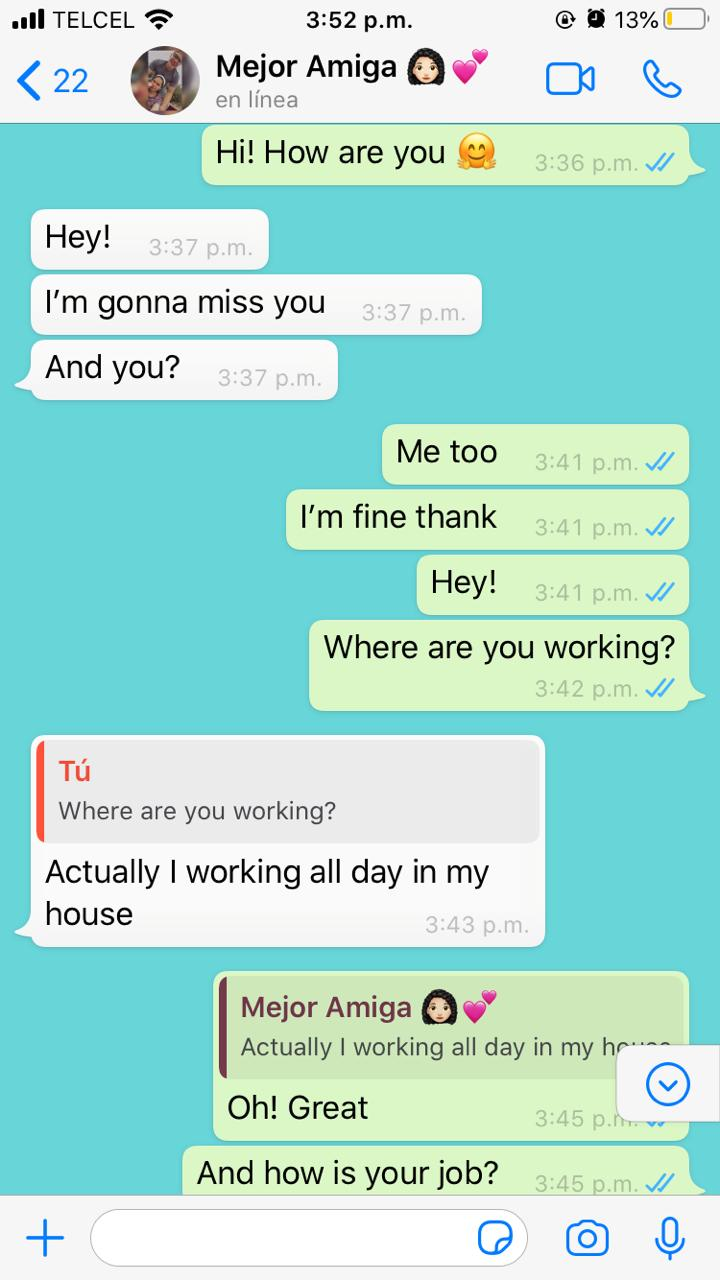 TELCEL 3:52 p.m. 13%
22 Mejor Amiga 👩🏻‍🦱💕
en línea
Hi! How are you 🤗 3:36 p.m.
Hey! 3:37 p.m.
I'm gonna miss you 3:37 p.m.
And you? 3:37 p.m.
Me too 3:41 p.m.
I'm fine thank 3:41 p.m.
Hey! 3:41 p.m.
Where are you working?
3:42 p.m.
Tú
Where are you working?
Actually I working all day in my
house 3:43 p.m.
Mejor Amiga 👩🏻‍🦱💕
Actually I working all day in my house
Oh! Great 3:45 p.m.
And how is your job? 3:45 p.m.